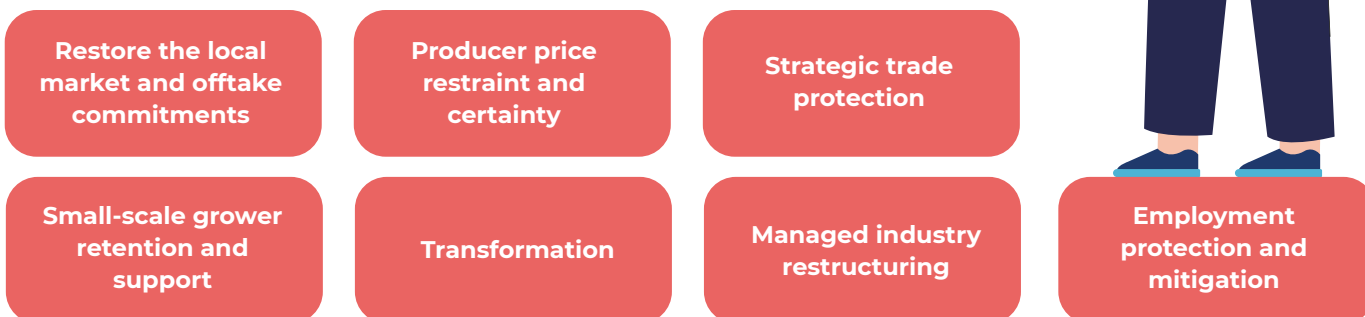 Restore the local
market and offtake
commitments
Producer price
restraint and
certainty
Strategic trade
protection
Small-scale grower
retention and
support
Transformation
Managed industry
restructuring
Employment
protection and
mitigation